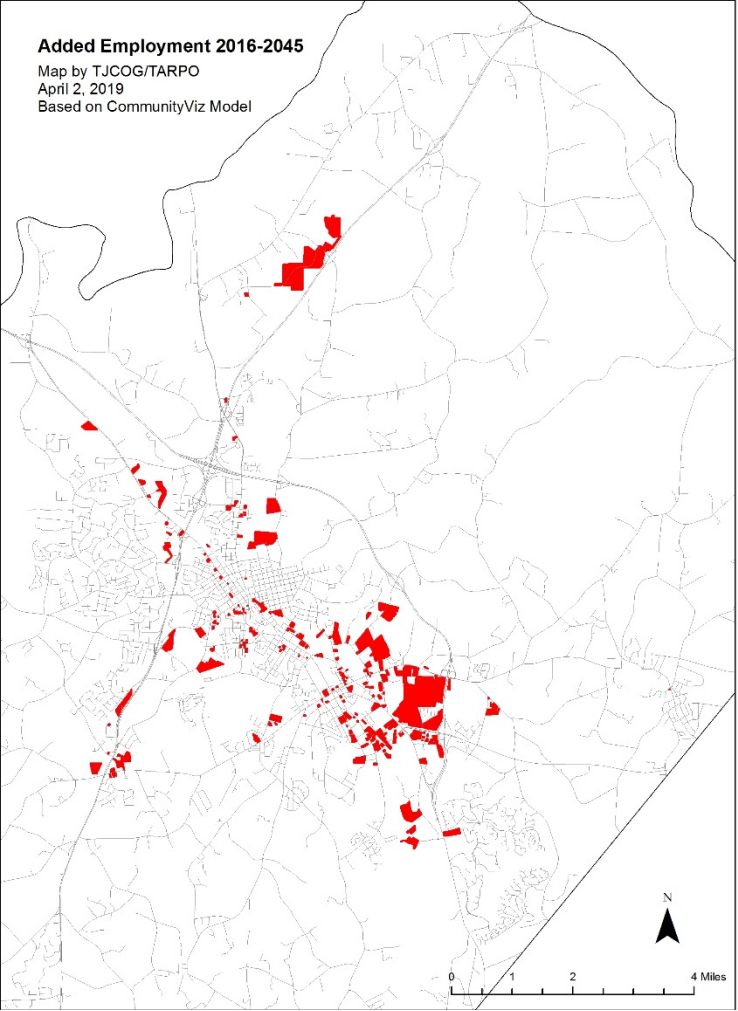 Added Employment 2016-2045
Map by TJCOG/TARPO
April 2, 2019
Based on CommunityViz Model
N
0 1 2 4 Miles